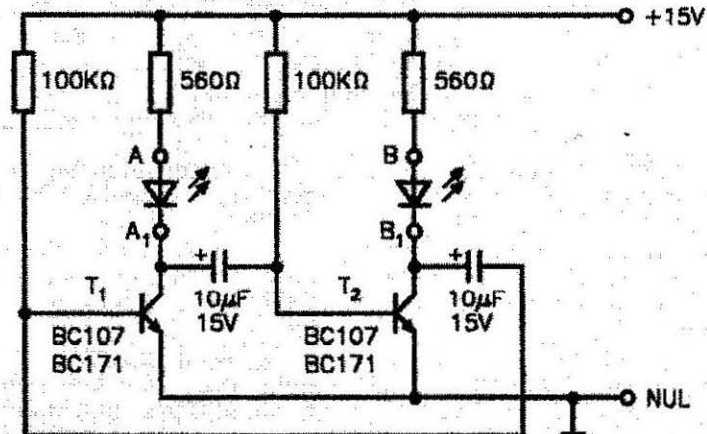 +15V
100KΩ
560Ω
100KΩ
560Ω
A
B
A₁
B₁
+
+
T₁
10µF
15V
T₂
10µF
15V
BC107
BC171
BC107
BC171
NUL